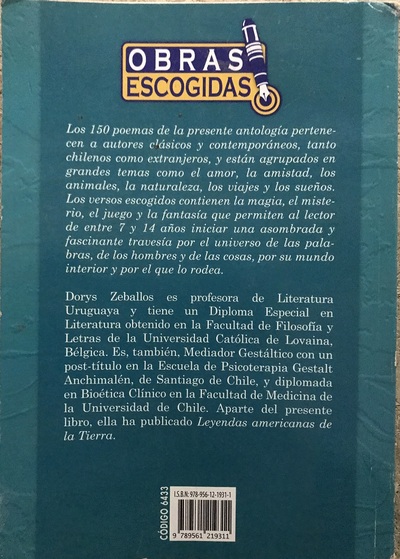 OBRAS
ESCOGIDAS
Los 150 poemas de la presente antología pertene-
cen a autores clásicos y contemporáneos, tanto
chilenos como extranjeros, y están agrupados en
grandes temas como el amor, la amistad, los
animales, la naturaleza, los viajes y los sueños.
Los versos escogidos contienen la magia, el miste-
rio, el juego y la fantasía que permiten al lector
de entre 7 y 14 años iniciar una asombrada y
fascinante travesía por el universo de las pala-
bras, de los hombres y de las cosas, por su mundo
interior y por el que lo rodea.
Dorys Zeballos es profesora de Literatura
Uruguaya y tiene un Diploma Especial en
Literatura obtenido en la Facultad de Filosofía y
Letras de la Universidad Católica de Lovaina,
Bélgica. Es, también, Mediador Gestáltico con un
post-título en la Escuela de Psicoterapia Gestalt
Anchimalén, de Santiago de Chile, y diplomada
en Bioética Clínico en la Facultad de Medicina de
la Universidad de Chile. Aparte del presente
libro, ella ha publicado Leyendas americanas de
la Tierra.
CÓDIGO 6433
I.S.B.N: 978-956-12-1931-1
9 789561 219311